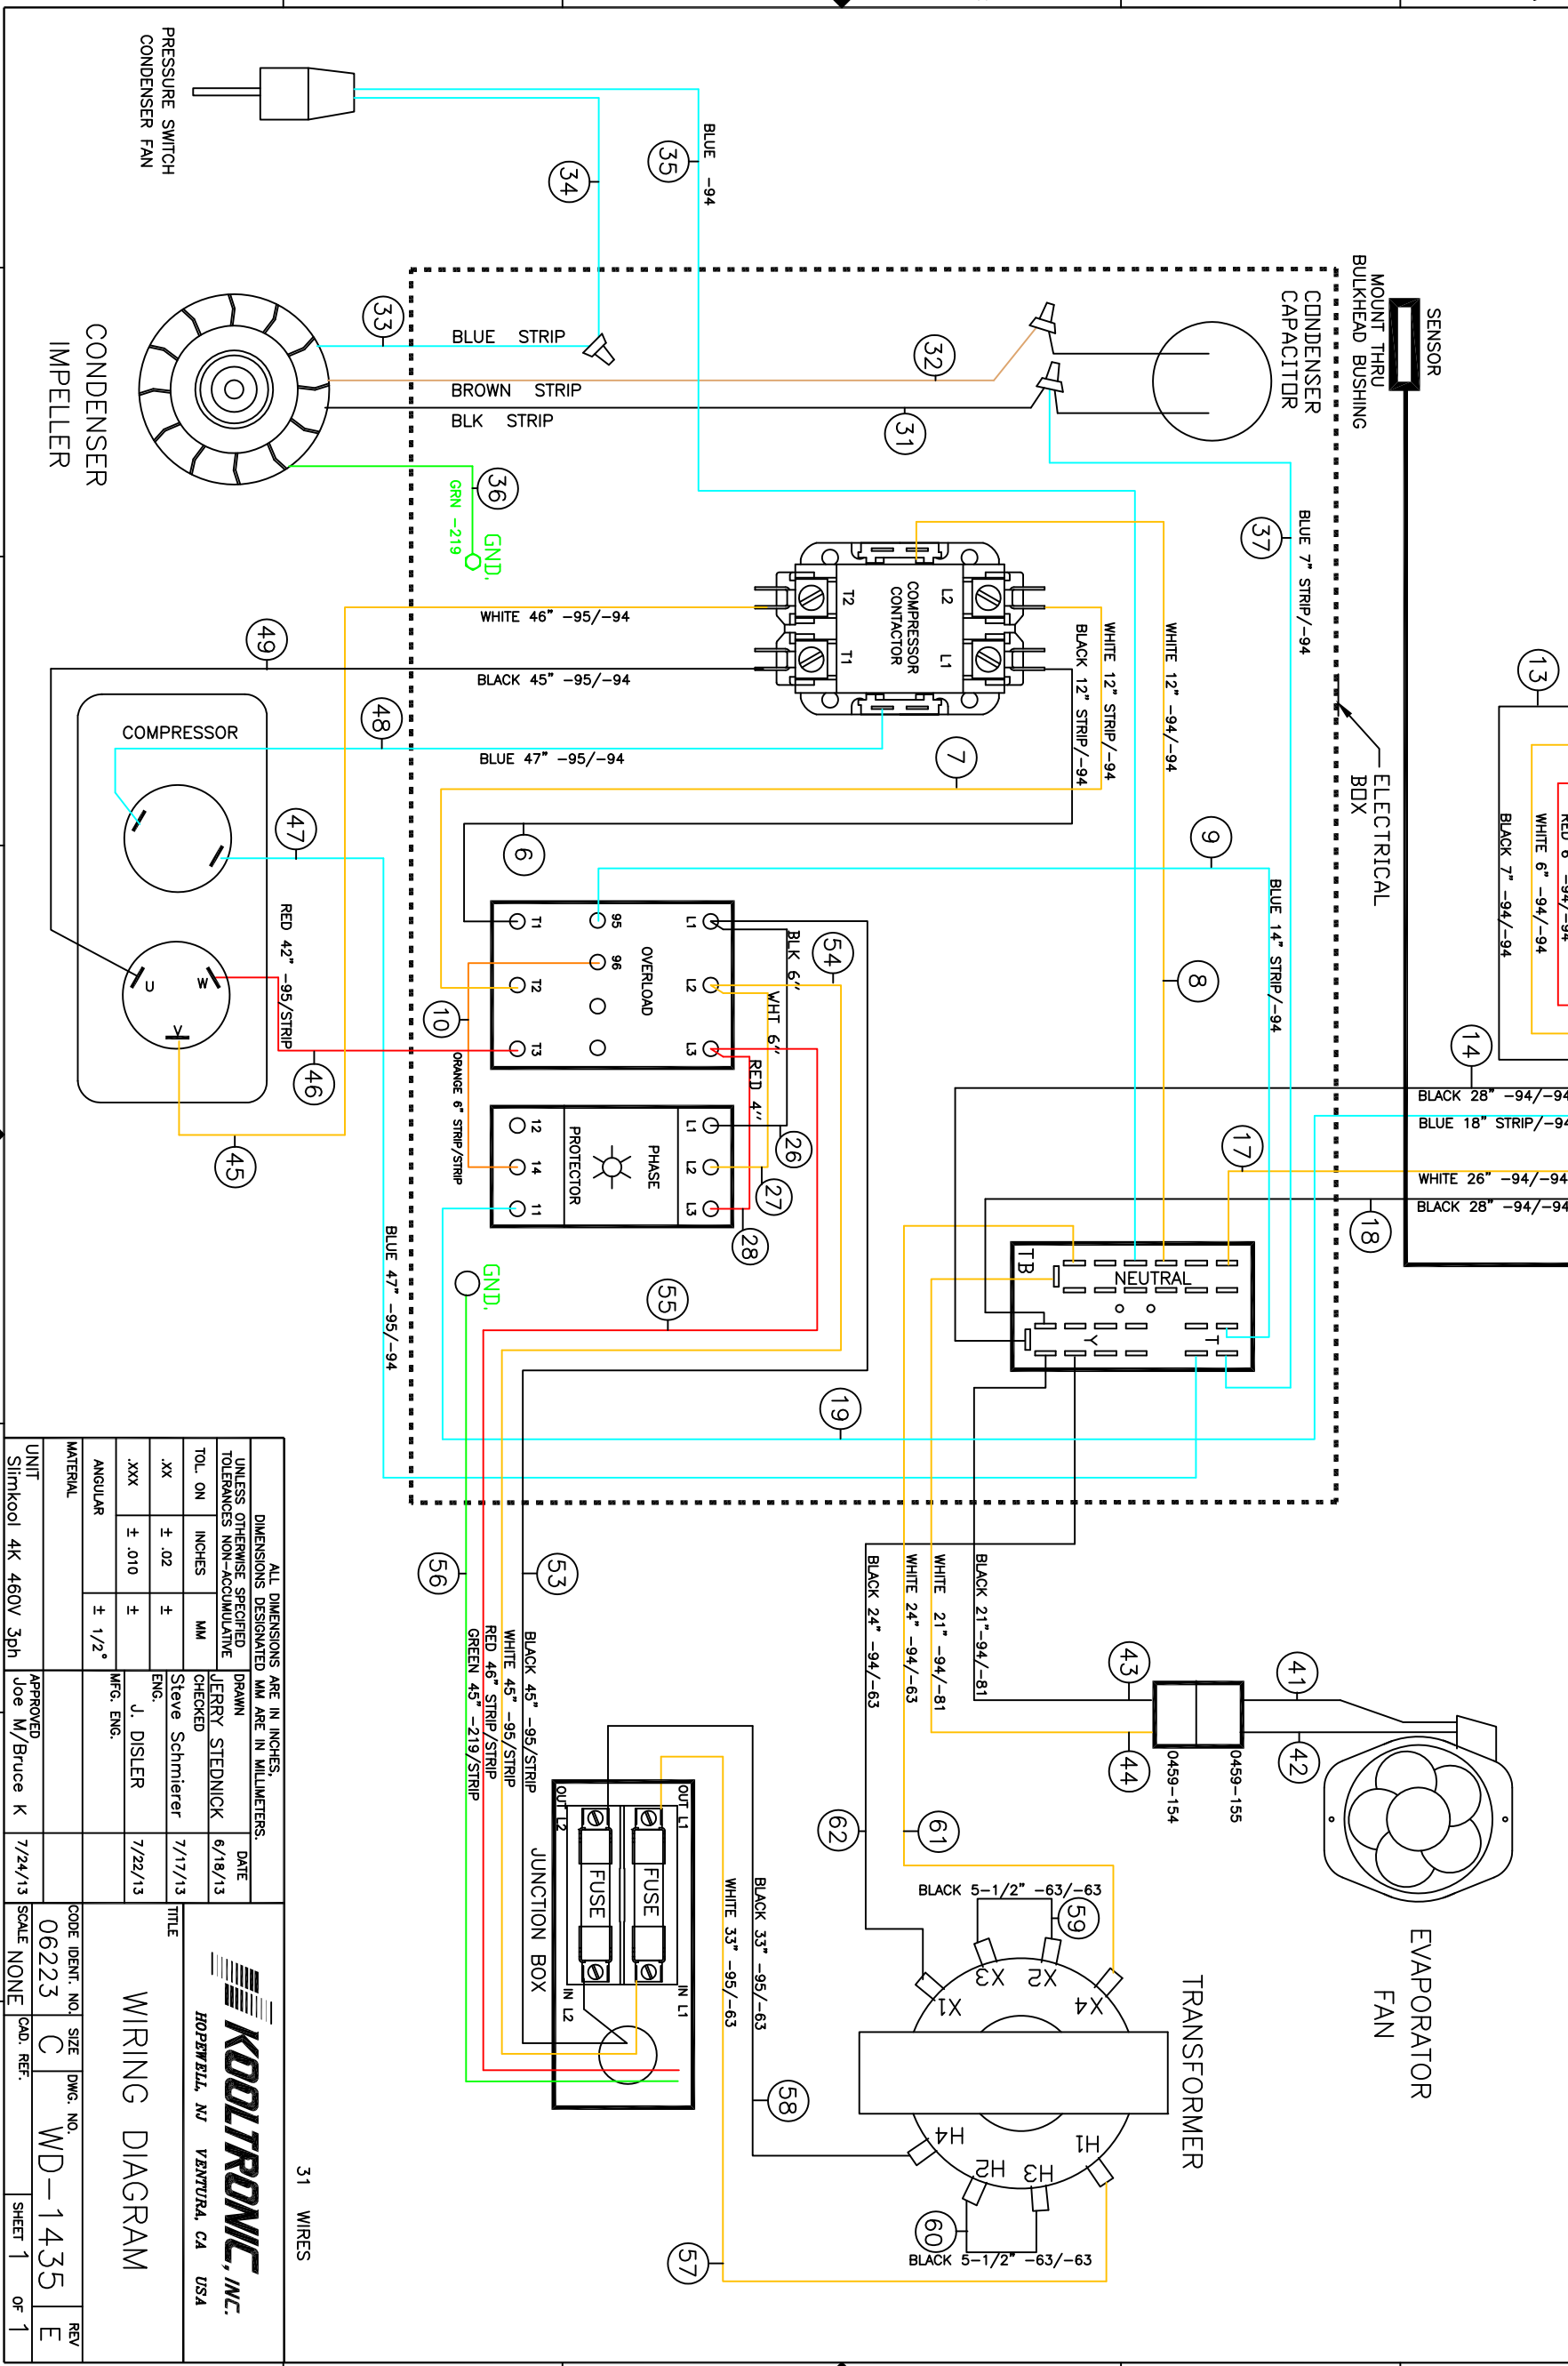 PRESSURE SWITCH
CONDENSER FAN
34
35
BLUE -94
SENSOR
MOUNT THRU
BULKHEAD BUSHING
CONDENSER
CAPACITOR
33
BLUE STRIP
32
BROWN STRIP
31
BLK STRIP
CONDENSER
IMPELLER
36
GRN -219
GND.
37
BLUE 7" STRIP/-94
L2
L1
COMPRESSOR
CONTACTOR
T2
T1
WHITE 12" -94/-94
WHITE 12" STRIP/-94
BLACK 12" STRIP/-94
WHITE 46" -95/-94
49
BLACK 45" -95/-94
48
BLUE 47" -95/-94
7
6
ELECTRICAL
BOX
13
RED 6" -94/-94
WHITE 6" -94/-94
BLACK 7" -94/-94
COMPRESSOR
47
U
W
V
RED 42" -95/STRIP
46
45
9
BLUE 14" STRIP/-94
8
54
BLK 6"
WHT 6"
RED 4"
L1
L2
L3
OVERLOAD
95
96
T1
T2
T3
10
ORANGE 6" STRIP/STRIP
L1
L2
L3
PHASE
PROTECTOR
12
14
11
26
27
28
14
BLACK 28" -94/-94
BLUE 18" STRIP/-94
17
WHITE 26" -94/-94
BLACK 28" -94/-94
18
TB
NEUTRAL
Y
T
GND.
55
BLUE 47" -95/-94
19
53
56
BLACK 45" -95/STRIP
WHITE 45" -95/STRIP
RED 46" STRIP/STRIP
GREEN 45" -219/STRIP
BLACK 21"-94/-81
WHITE 21" -94/-81
WHITE 24" -94/-63
BLACK 24" -94/-63
43
44
41
42
0459-155
0459-154
EVAPORATOR
FAN
61
62
OUT L1
OUT L2
FUSE
FUSE
IN L1
IN L2
JUNCTION BOX
BLACK 33" -95/-63
WHITE 33" -95/-63
58
57
BLACK 5-1/2" -63/-63
59
X1
X3
X2
X4
TRANSFORMER
H4
H2
H3
H1
60
BLACK 5-1/2" -63/-63
31 WIRES
ALL DIMENSIONS ARE IN INCHES,
DIMENSIONS DESIGNATED MM ARE IN MILLIMETERS.
UNLESS OTHERWISE SPECIFIED
TOLERANCES NON-ACCUMULATIVE
TOL. ON INCHES MM
.XX ± .02 ±
.XXX ± .010 ±
ANGULAR ± 1/2°
MATERIAL
UNIT
Slimkool 4K 460V 3ph
DRAWN DATE
JERRY STEDNICK 6/18/13
CHECKED
Steve Schmierer 7/17/13
ENG.
J. DISLER 7/22/13
MFG. ENG.
APPROVED
Joe M/Bruce K 7/24/13
KOOLTRONIC, INC.
HOPEWELL, NJ VENTURA, CA USA
TITLE
WIRING DIAGRAM
CODE IDENT. NO. SIZE DWG. NO. REV
06223 C WD-1435 E
SCALE NONE CAD. REF. SHEET 1 OF 1